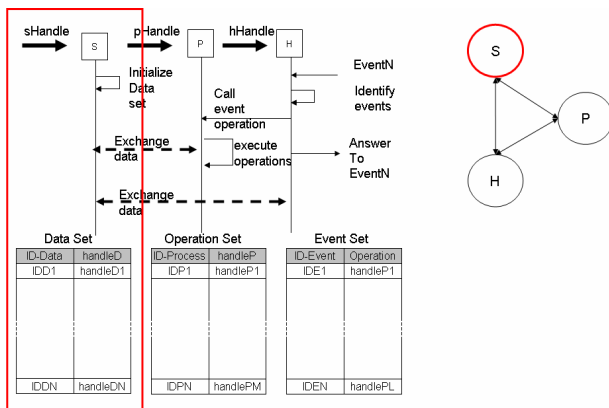 sHandle
S
pHandle
P
hHandle
H
Initialize
Data
set
EventN
Identify
events
Call
event
operation
Exchange
data
execute
operations
Answer
To
EventN
Exchange
data
S
P
H
Data Set
ID-Data handleD
IDD1 handleD1
IDDN handleDN
Operation Set
ID-Process handleP
IDP1 handleP1
IDPN handlePM
Event Set
ID-Event Operation
IDE1 handleP1
IDEN handlePL